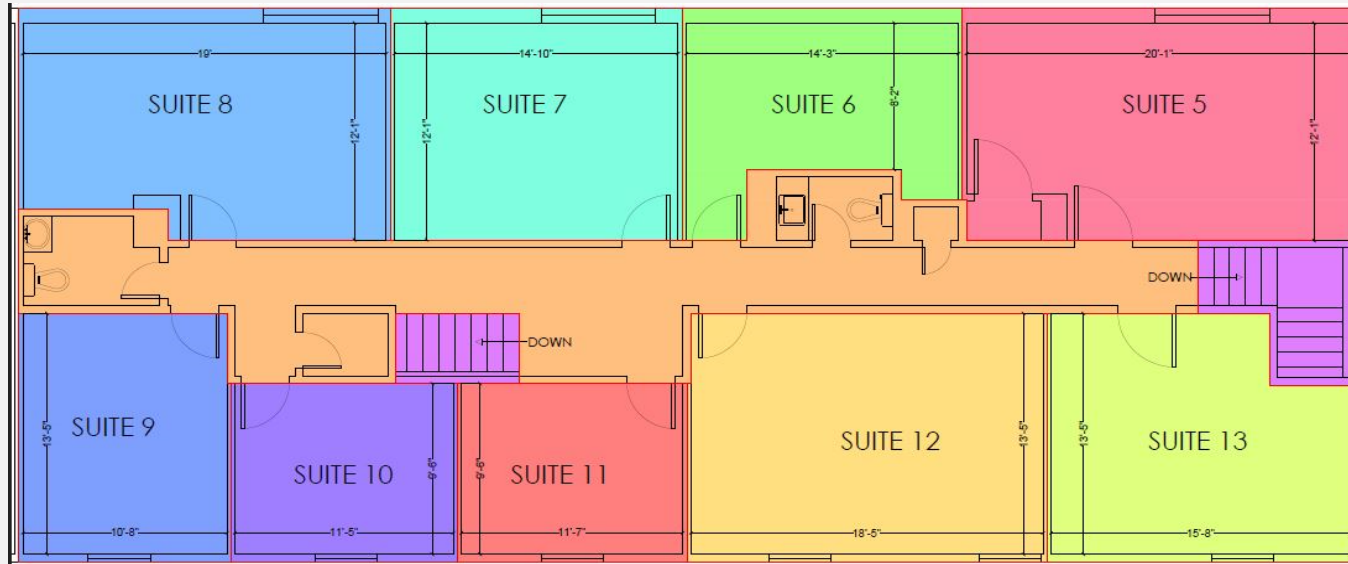 19'
14'-10"
14'-3"
20'-1"
SUITE 8
SUITE 7
SUITE 6
SUITE 5
12'-1"
12'-1"
8'-2"
12'-1"
DOWN
DOWN
SUITE 9
SUITE 10
SUITE 11
SUITE 12
SUITE 13
13'-5"
9'-6"
9'-6"
13'-5"
13'-5"
10'-8"
11'-5"
11'-7"
18'-5"
15'-8"